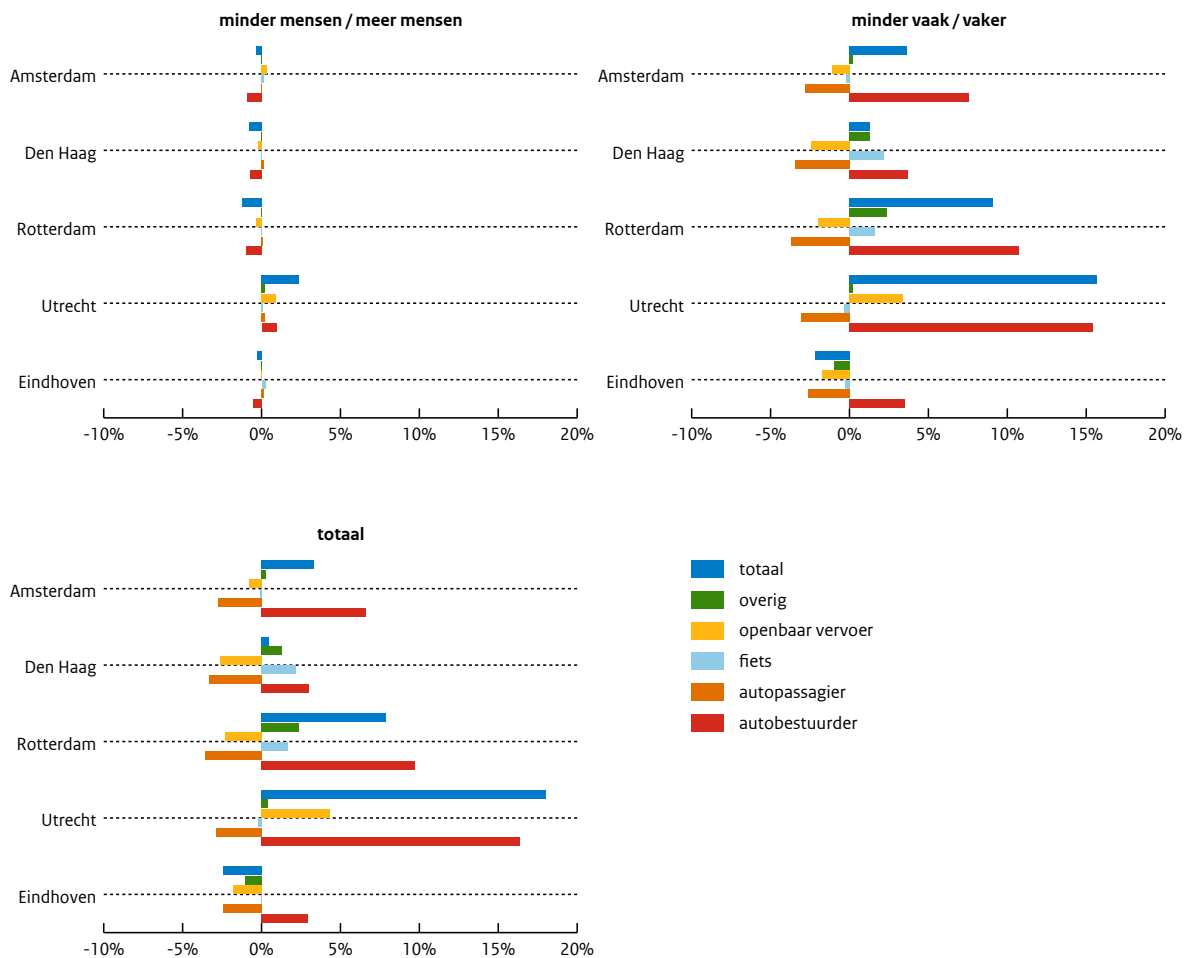 minder mensen / meer mensen
Amsterdam
Den Haag
Rotterdam
Utrecht
Eindhoven
-10% -5% 0% 5% 10% 15% 20%
minder vaak / vaker
Amsterdam
Den Haag
Rotterdam
Utrecht
Eindhoven
-10% -5% 0% 5% 10% 15% 20%
totaal
Amsterdam
Den Haag
Rotterdam
Utrecht
Eindhoven
-10% -5% 0% 5% 10% 15% 20%
totaal
overig
openbaar vervoer
fiets
autopassagier
autobestuurder